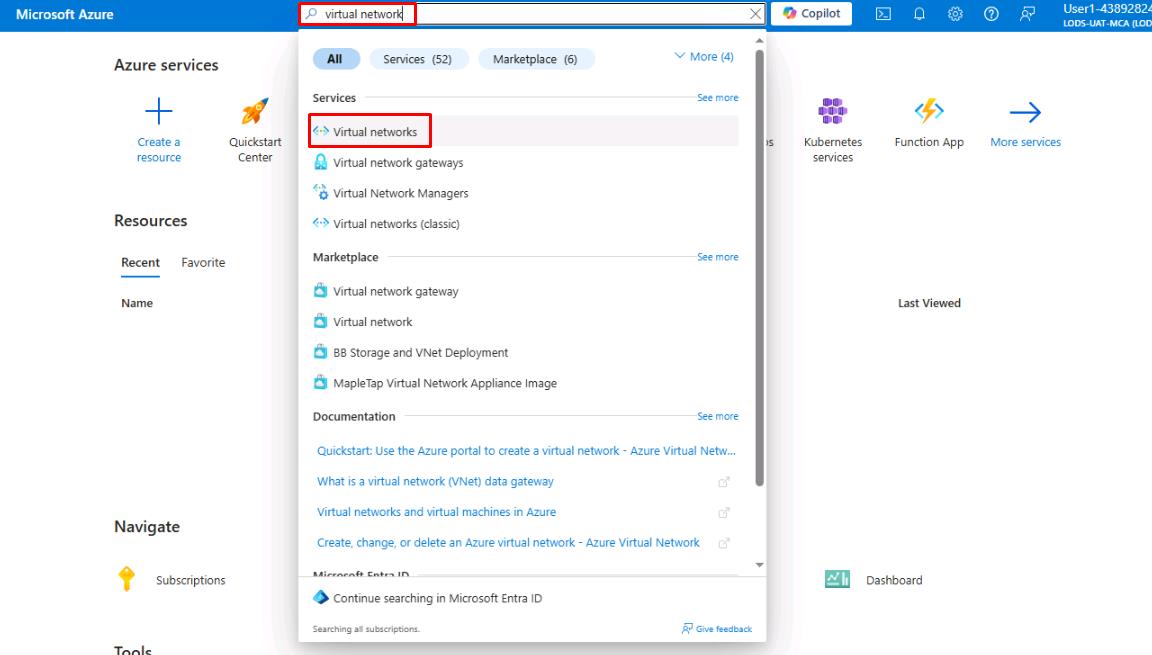 Microsoft Azure
virtual network
Copilot
User1-43892824
LODS-UAT-MCA (LOD
All
Services (52)
Marketplace (6)
More (4)
Azure services
Services
See more
Create a
resource
Quickstart
Center
Virtual networks
Virtual network gateways
Virtual Network Managers
Virtual networks (classic)
Kubernetes
services
Function App
More services
Resources
Recent
Favorite
Name
Last Viewed
Marketplace
See more
Virtual network gateway
Virtual network
BB Storage and VNet Deployment
MapleTap Virtual Network Appliance Image
Documentation
See more
Quickstart: Use the Azure portal to create a virtual network - Azure Virtual Netw...
What is a virtual network (VNet) data gateway
Virtual networks and virtual machines in Azure
Create, change, or delete an Azure virtual network - Azure Virtual Network
Microsoft Entra ID
Continue searching in Microsoft Entra ID
Searching all subscriptions.
Give feedback
Navigate
Subscriptions
Dashboard
Tools